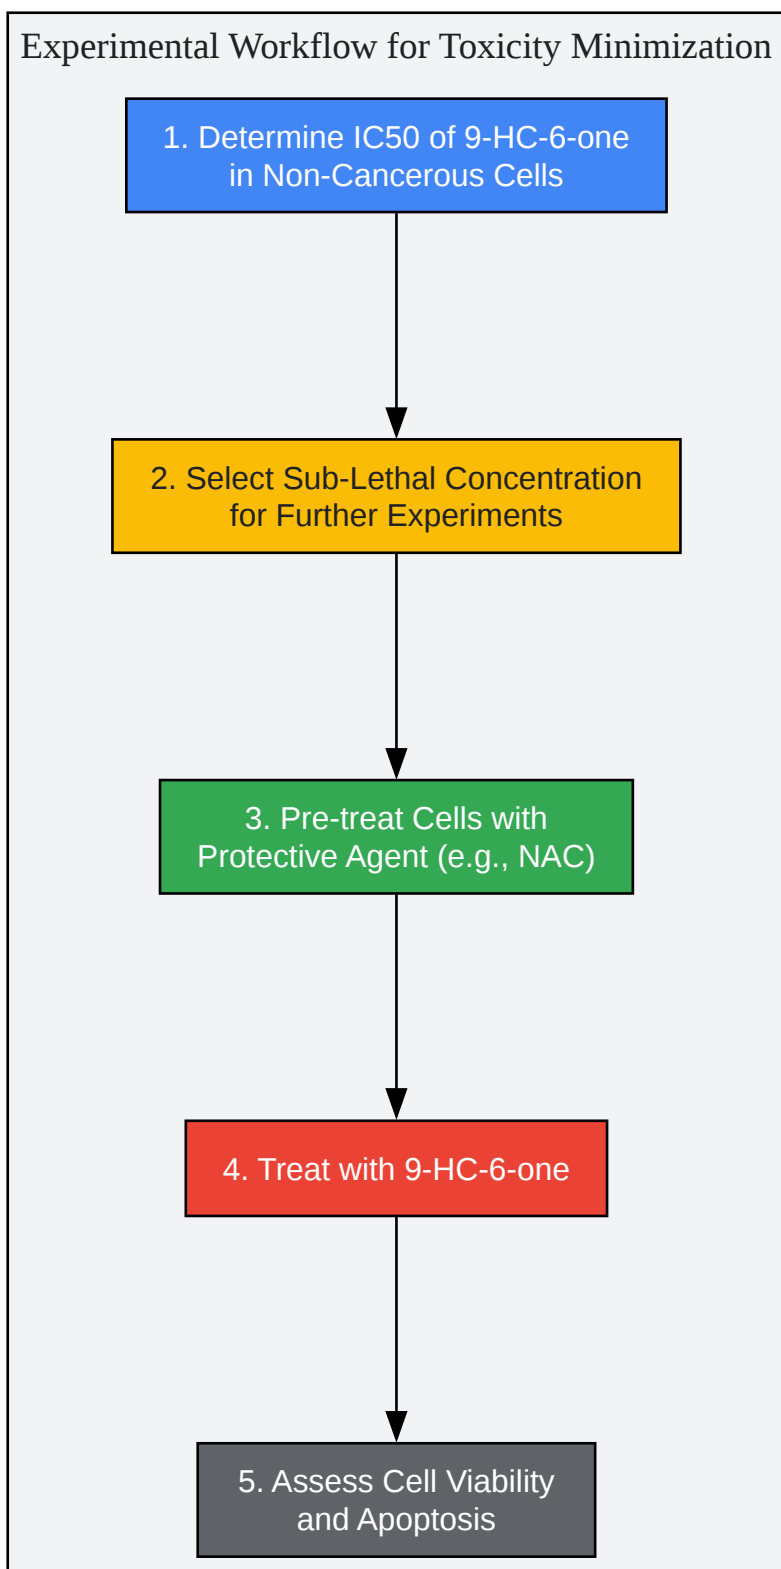 Experimental Workflow for Toxicity Minimization
1. Determine IC50 of 9-HC-6-one
in Non-Cancerous Cells
2. Select Sub-Lethal Concentration
for Further Experiments
3. Pre-treat Cells with
Protective Agent (e.g., NAC)
4. Treat with 9-HC-6-one
5. Assess Cell Viability
and Apoptosis